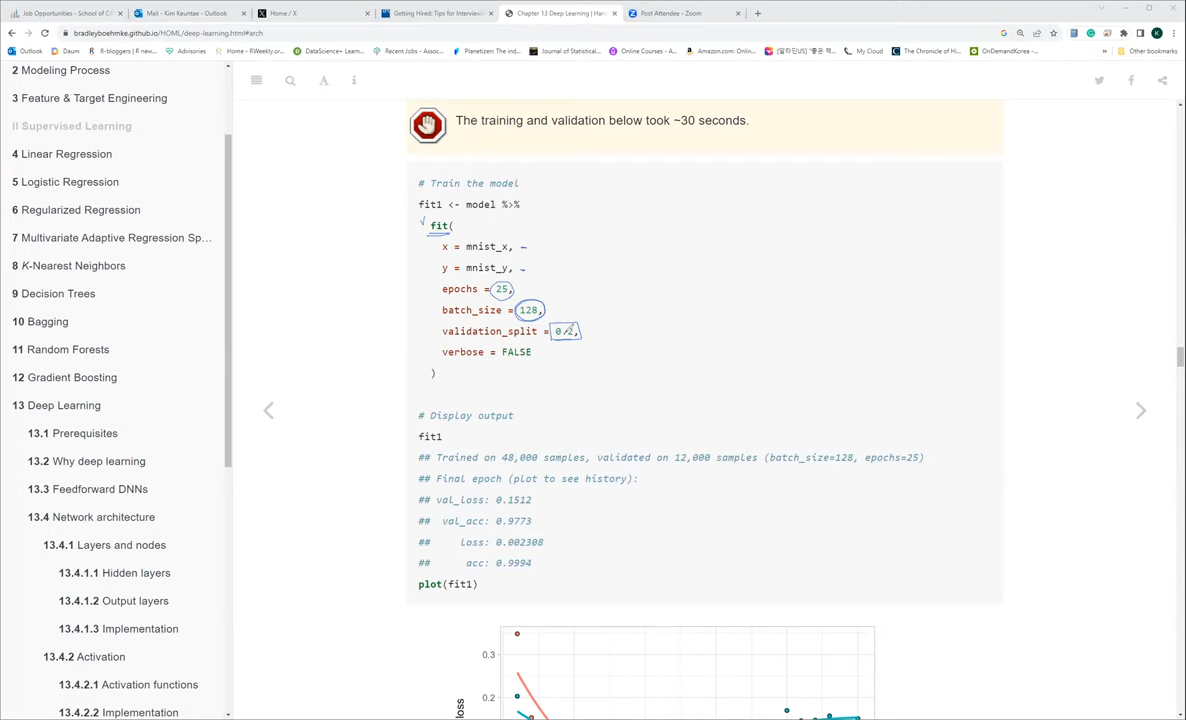 Job Opportunities – School of Cl
Mail - Kim Keuntae - Outlook
Home / X
Getting Hired: Tips for Interviewin
Chapter 13 Deep Learning | Han
Post Attendee - Zoom
bradleyboehmke.github.io/HOML/deep-learning.html#arch
Outlook
Daum
R-bloggers | R new...
Advisories
Home - RWeekly.or...
DataScience+ Learn...
Recent Jobs - Assoc...
Planetizen: The ind...
Journal of Statistical...
Online Courses - A...
Amazon.com: Onlin...
[알라딘US] "좋은 책...
My Cloud
The Chronicle of Hi...
OnDemandKorea - ...
Other bookmarks
2 Modeling Process
3 Feature & Target Engineering
II Supervised Learning
4 Linear Regression
5 Logistic Regression
6 Regularized Regression
7 Multivariate Adaptive Regression Sp...
8 K-Nearest Neighbors
9 Decision Trees
10 Bagging
11 Random Forests
12 Gradient Boosting
13 Deep Learning
13.1 Prerequisites
13.2 Why deep learning
13.3 Feedforward DNNs
13.4 Network architecture
13.4.1 Layers and nodes
13.4.1.1 Hidden layers
13.4.1.2 Output layers
13.4.1.3 Implementation
13.4.2 Activation
13.4.2.1 Activation functions
13.4.2.2 Implementation
The training and validation below took ~30 seconds.
# Train the model
fit1 <- model %>%
fit(
x = mnist_x,
y = mnist_y,
epochs = 25,
batch_size = 128,
validation_split = 0.2,
verbose = FALSE
)
# Display output
fit1
## Trained on 48,000 samples, validated on 12,000 samples (batch_size=128, epochs=25)
## Final epoch (plot to see history):
## val_loss: 0.1512
## val_acc: 0.9773
## loss: 0.002308
## acc: 0.9994
plot(fit1)
0.3
0.2
loss